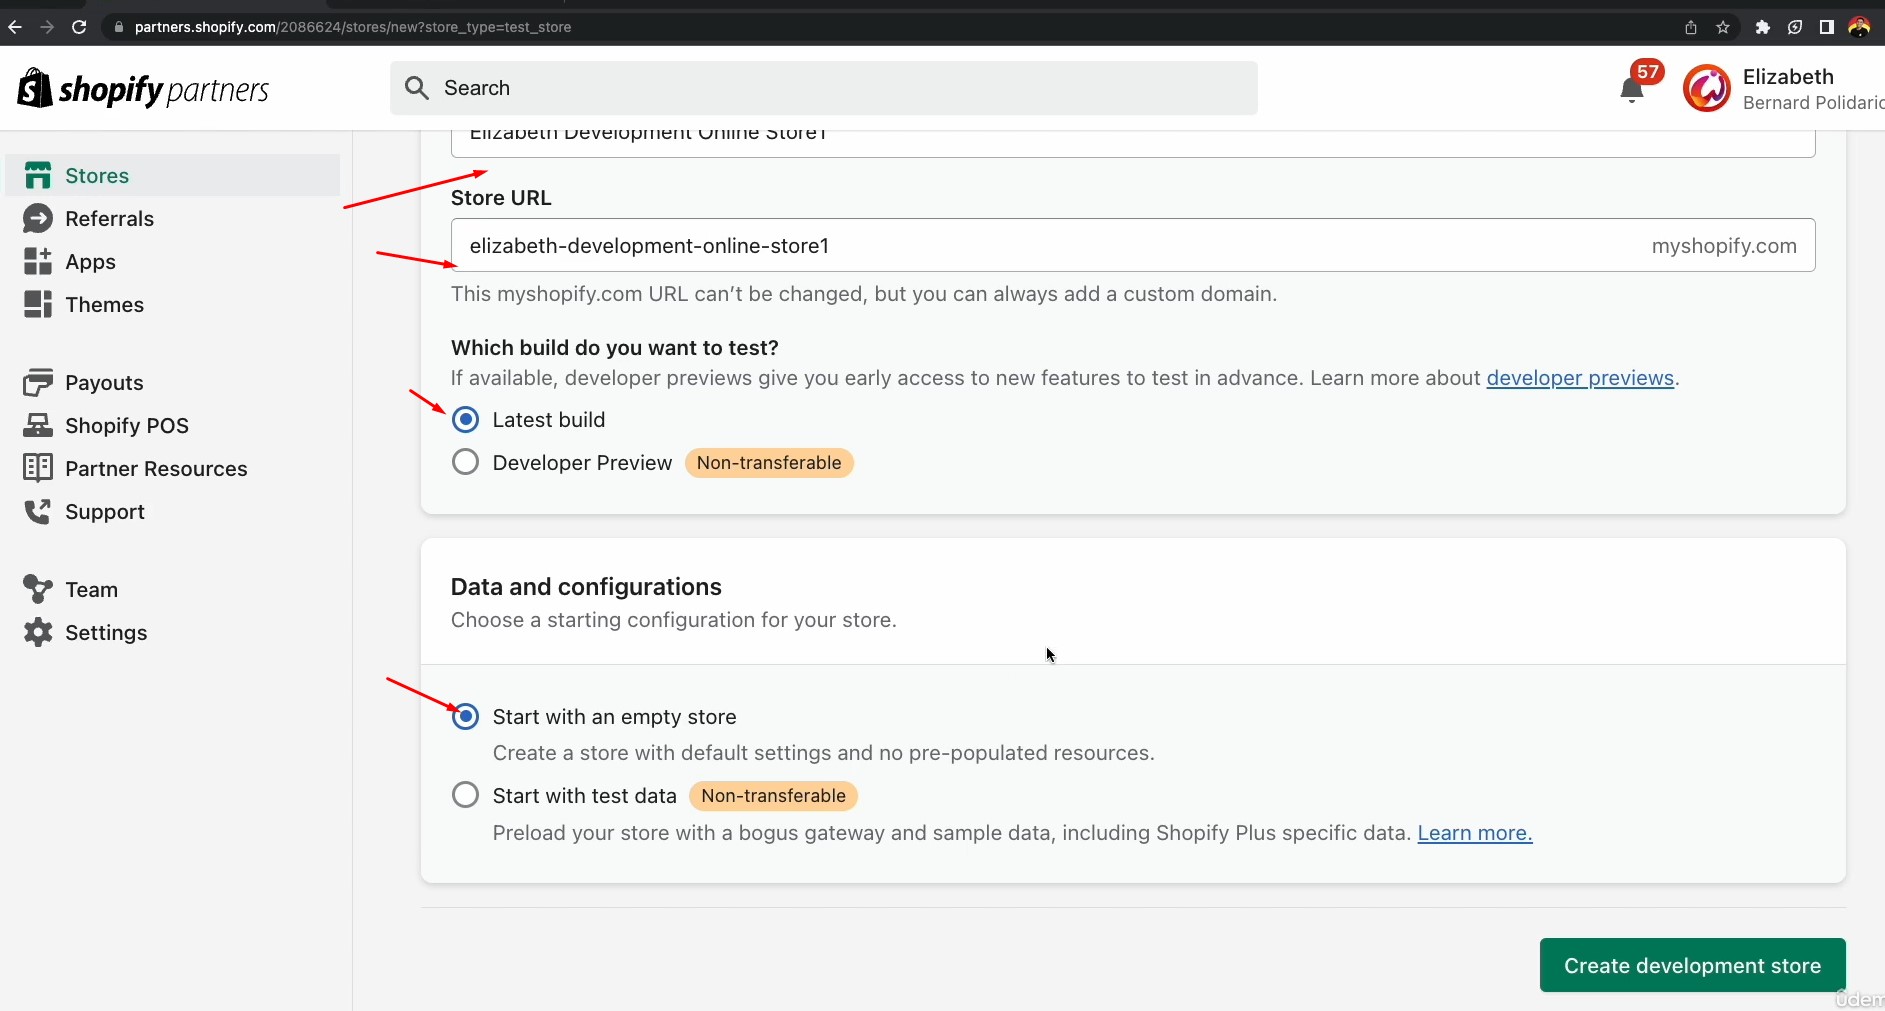 partners.shopify.com/2086624/stores/new?store_type=test_store
shopify partners
Search
57
Elizabeth
Bernard Polidario
Stores
Referrals
Apps
Themes
Payouts
Shopify POS
Partner Resources
Support
Team
Settings
Elizabeth Development Online Store1
Store URL
elizabeth-development-online-store1
myshopify.com
This myshopify.com URL can’t be changed, but you can always add a custom domain.
Which build do you want to test?
If available, developer previews give you early access to new features to test in advance. Learn more about developer previews.
Latest build
Developer Preview Non-transferable
Data and configurations
Choose a starting configuration for your store.
Start with an empty store
Create a store with default settings and no pre-populated resources.
Start with test data Non-transferable
Preload your store with a bogus gateway and sample data, including Shopify Plus specific data. Learn more.
Create development store
ûdem